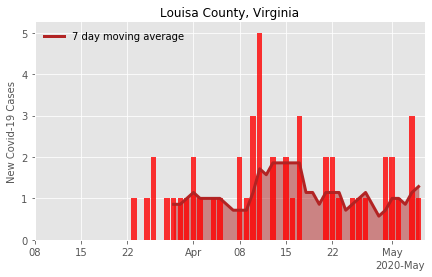 Louisa County, Virginia
7 day moving average
New Covid-19 Cases
5
4
3
2
1
0
08 15 22 Apr 08 15 22 May
2020-May